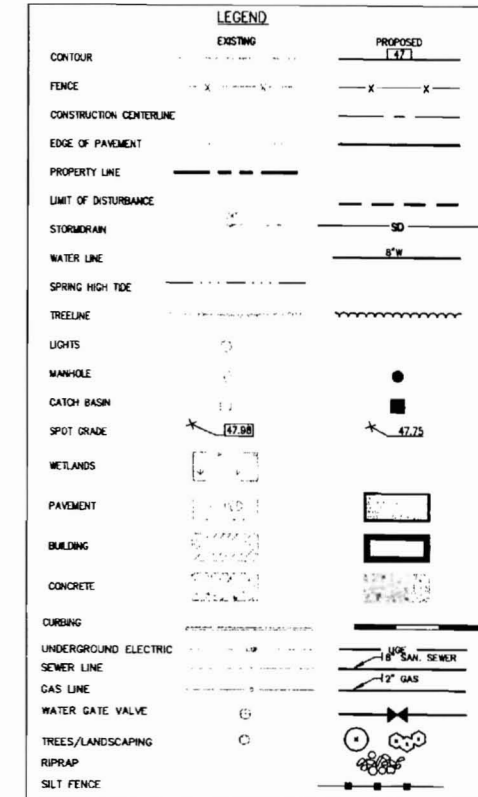 LEGEND
EXISTING PROPOSED
CONTOUR 47
FENCE X X X X
CONSTRUCTION CENTERLINE
EDGE OF PAVEMENT
PROPERTY LINE
LIMIT OF DISTURBANCE
STORMDRAIN SD
WATER LINE 8"W
SPRING HIGH TIDE
TREELINE
LIGHTS
MANHOLE
CATCH BASIN
SPOT GRADE 47.98 47.75
WETLANDS
PAVEMENT
BUILDING
CONCRETE
CURBING
UNDERGROUND ELECTRIC UGE
SEWER LINE 8" SAN. SEWER
GAS LINE 2" GAS
WATER GATE VALVE
TREES/LANDSCAPING
RIPRAP
SILT FENCE